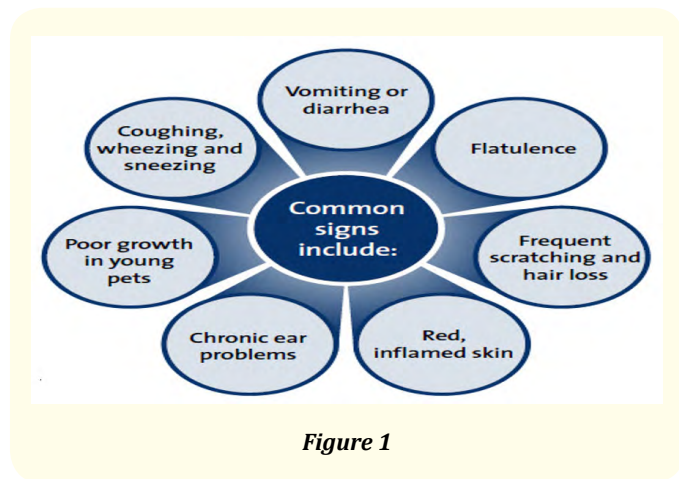 Common
signs
include:
Vomiting or
diarrhea
Flatulence
Frequent
scratching and
hair loss
Red,
inflamed skin
Chronic ear
problems
Poor growth
in young
pets
Coughing,
wheezing and
sneezing
Figure 1